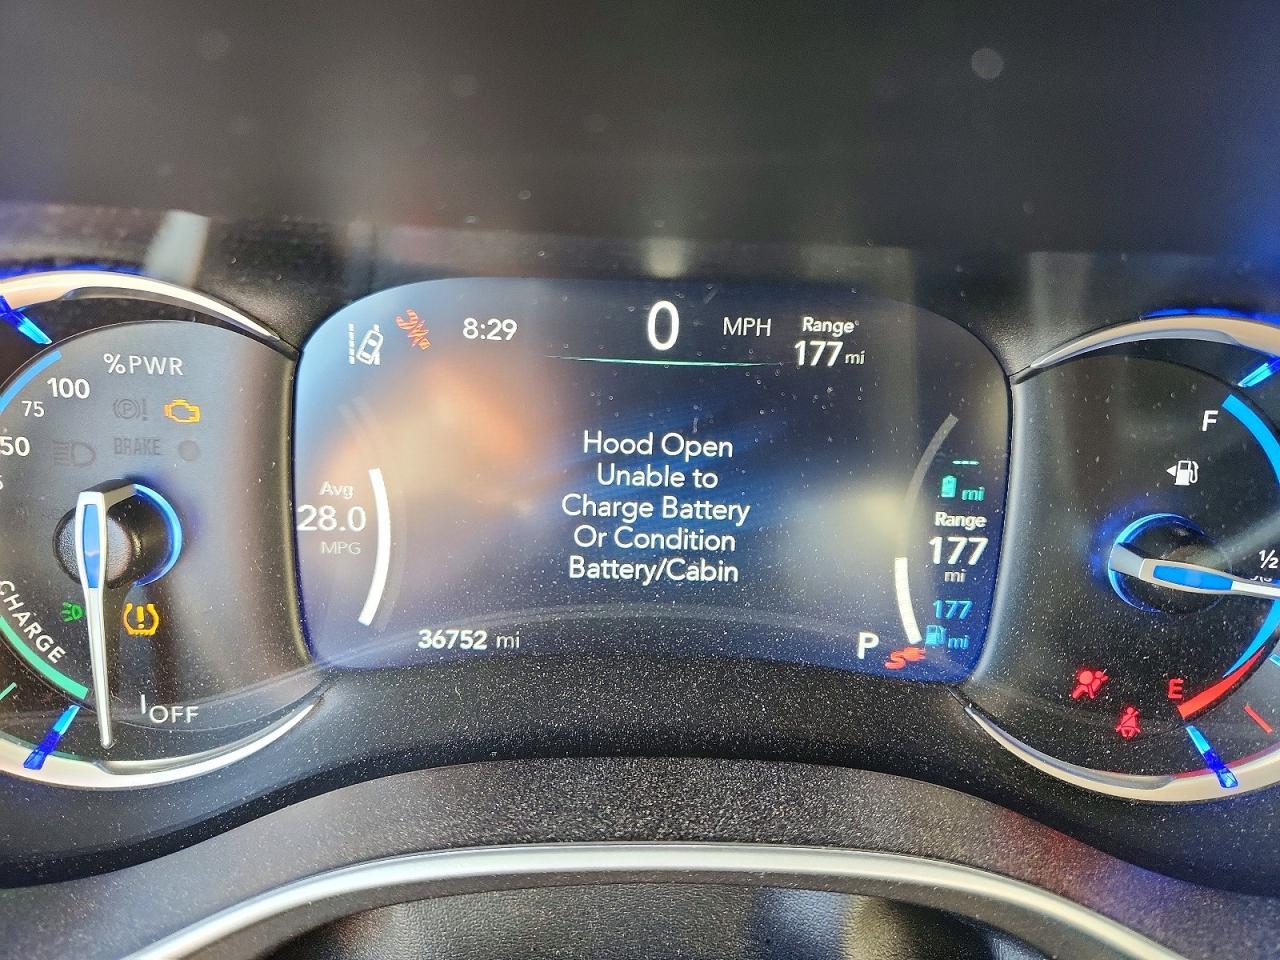 8:29
0 MPH
Range
177 mi
%PWR
100
75
50
BRAKE
Hood Open
Unable to
Charge Battery
Or Condition
Battery/Cabin
Avg
28.0
MPG
36752 mi
P
-- mi
Range
177
mi
177
mi
CHARGE
OFF
F
1/2
E